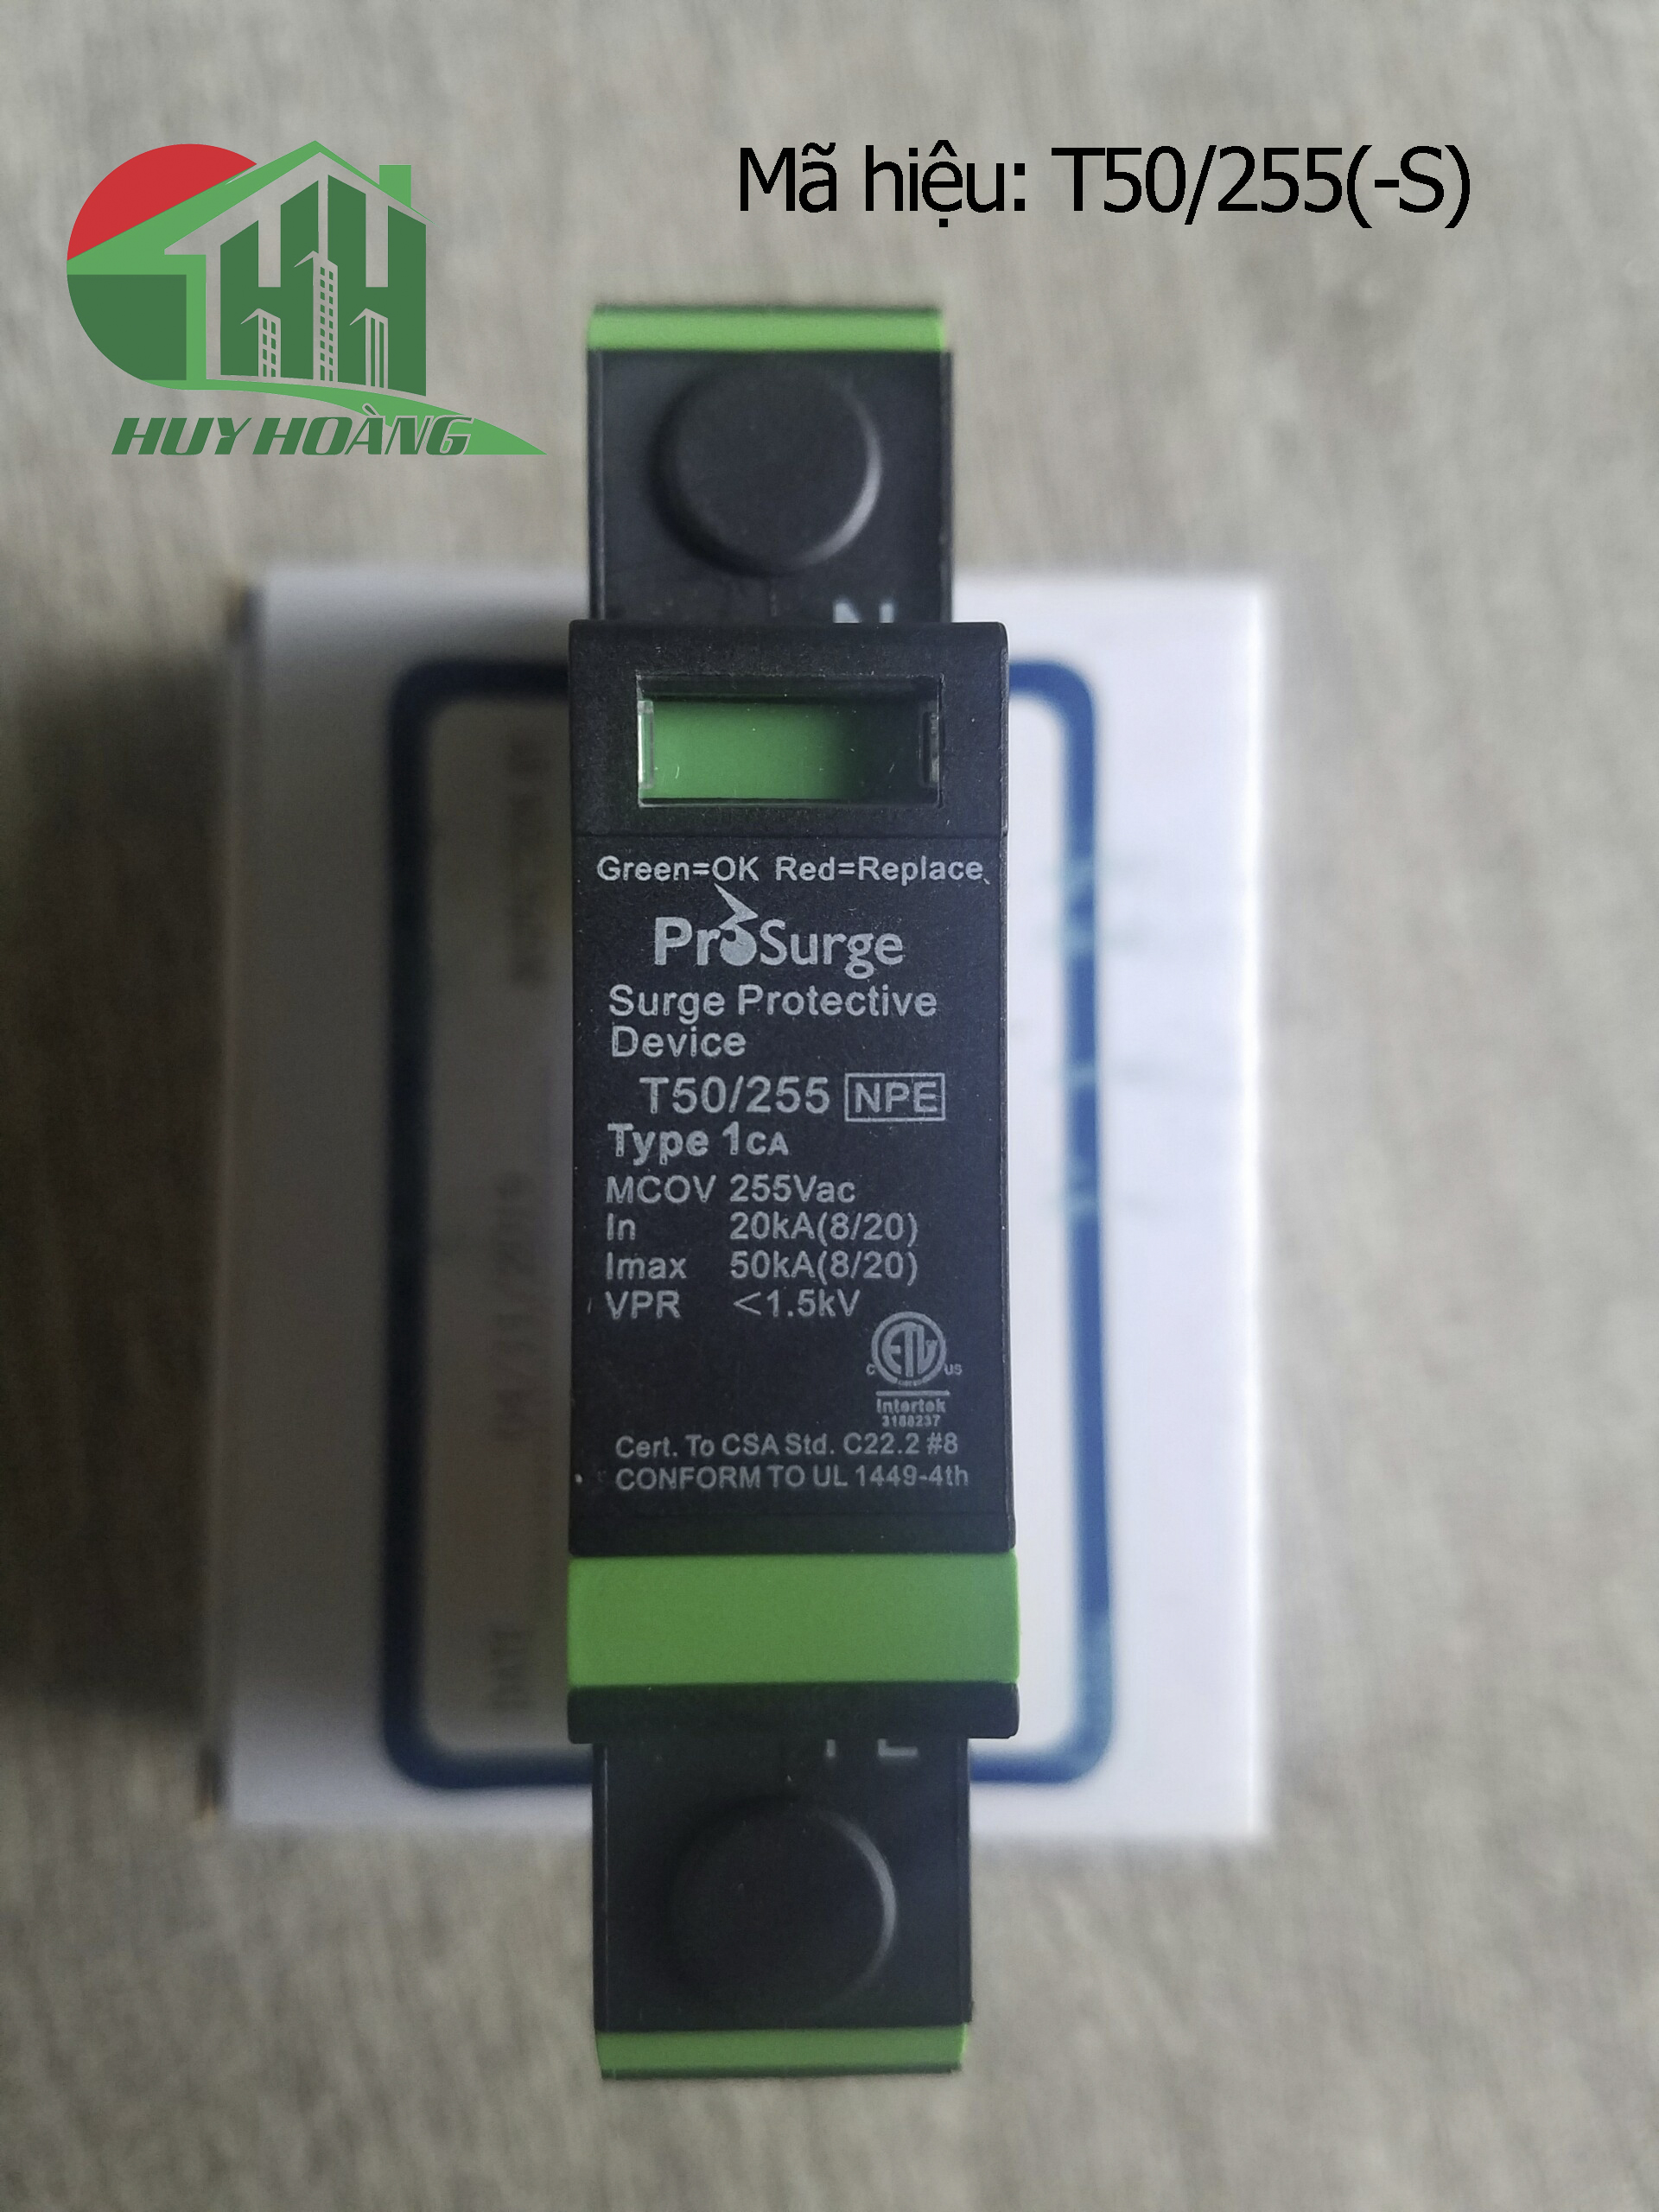 Mã hiệu: T50/255(-S)
HUY HOÀNG
N
Green=OK Red=Replace
ProSurge
Surge Protective
Device
T50/255 NPE
Type 1CA
MCOV 255Vac
In 20kA(8/20)
Imax 50kA(8/20)
VPR <1.5kV
ETL
C US
Intertek
3188237
Cert. To CSA Std. C22.2 #8
CONFORM TO UL 1449-4th
PE
DATE